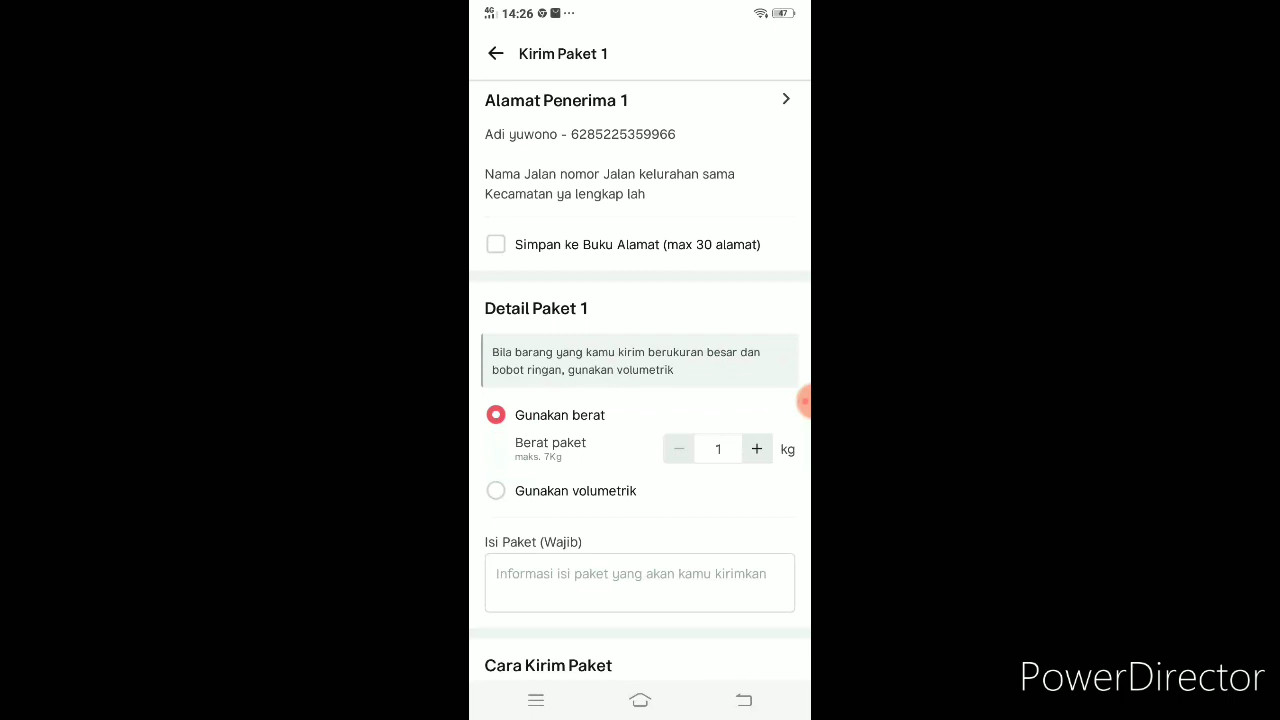 4G 14:26 47
Kirim Paket 1
Alamat Penerima 1
Adi yuwono - 6285225359966
Nama Jalan nomor Jalan kelurahan sama
Kecamatan ya lengkap lah
Simpan ke Buku Alamat (max 30 alamat)
Detail Paket 1
Bila barang yang kamu kirim berukuran besar dan
bobot ringan, gunakan volumetrik
Gunakan berat
Berat paket
maks. 7Kg
− 1 + kg
Gunakan volumetrik
Isi Paket (Wajib)
Informasi isi paket yang akan kamu kirimkan
Cara Kirim Paket
PowerDirector